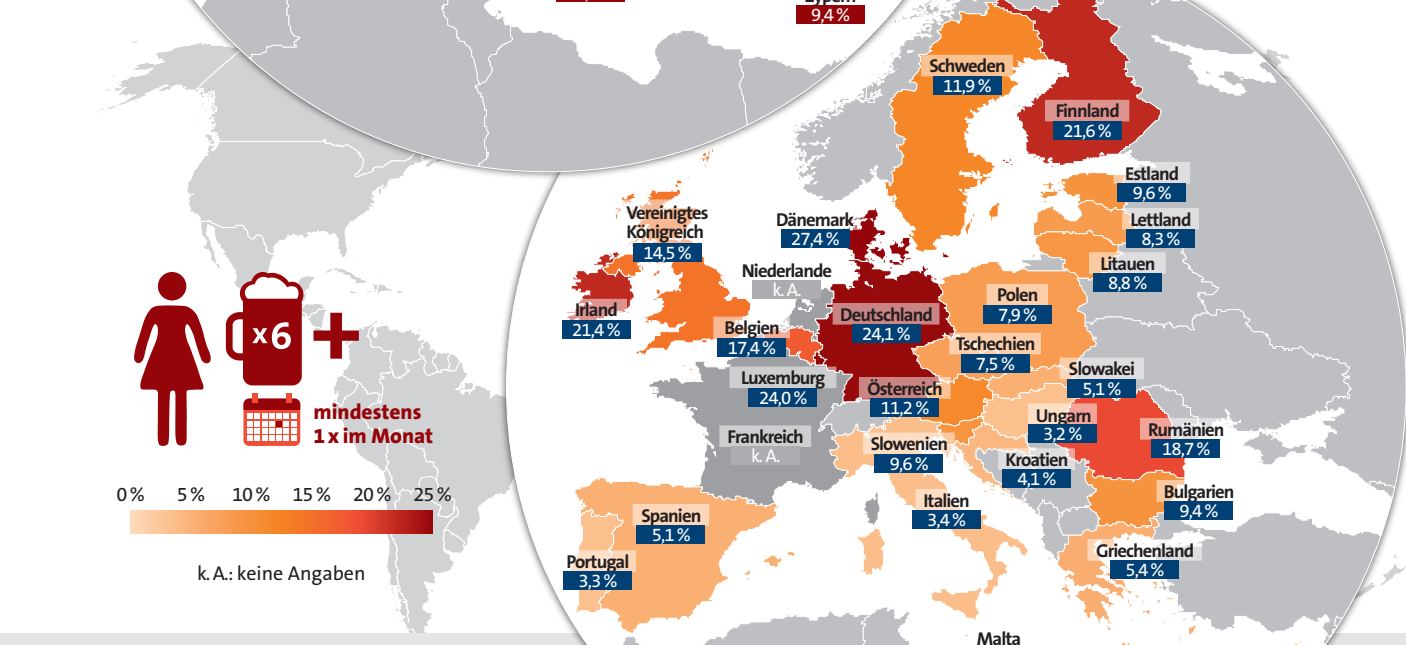 9,4 %
Schweden
11,9 %
Finnland
21,6 %
Estland
9,6 %
Lettland
8,3 %
Litauen
8,8 %
Vereinigtes
Königreich
14,5 %
Dänemark
27,4 %
Niederlande
k. A.
Irland
21,4 %
Belgien
17,4 %
Deutschland
24,1 %
Polen
7,9 %
Tschechien
7,5 %
Luxemburg
24,0 %
Österreich
11,2 %
Slowakei
5,1 %
Ungarn
3,2 %
Rumänien
18,7 %
Frankreich
k. A.
Slowenien
9,6 %
Kroatien
4,1 %
Italien
3,4 %
Bulgarien
9,4 %
Spanien
5,1 %
Portugal
3,3 %
Griechenland
5,4 %
Malta
x6
mindestens
1 x im Monat
0 % 5 % 10 % 15 % 20 % 25 %
k. A.: keine Angaben